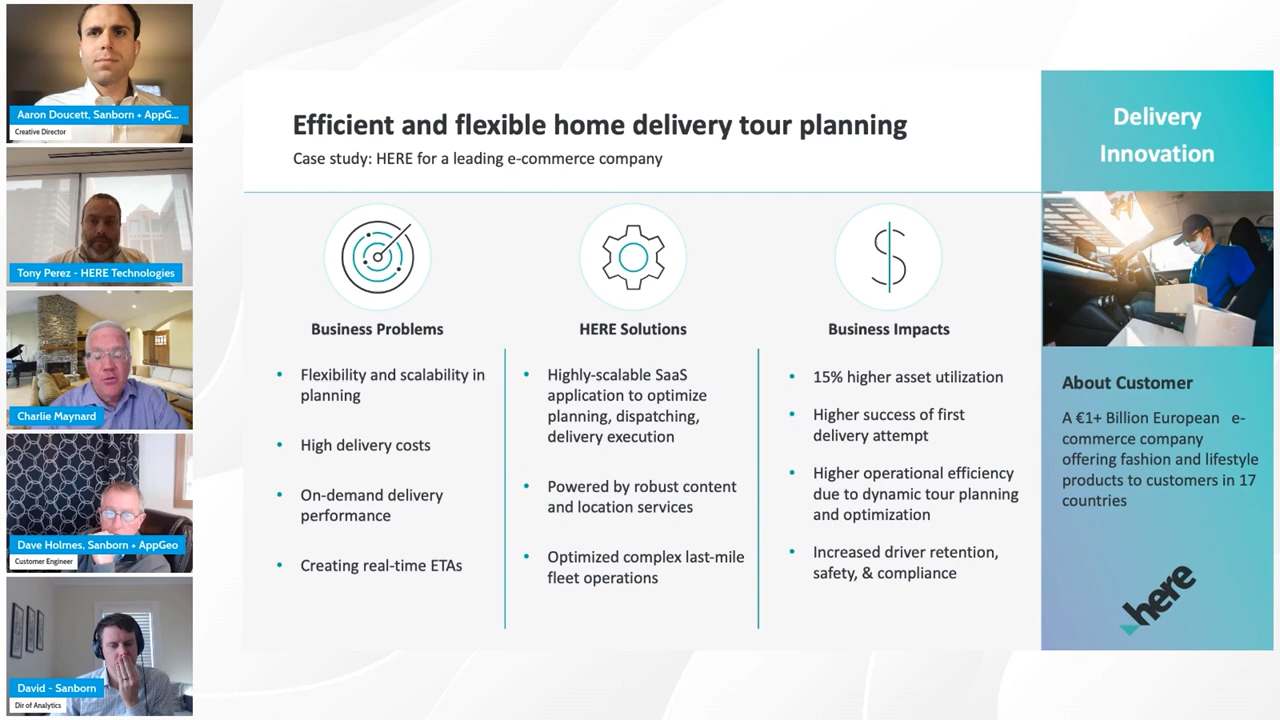 Aaron Doucett, Sanborn + AppG...
Creative Director
Tony Perez - HERE Technologies
Charlie Maynard
Dave Holmes, Sanborn + AppGeo
Customer Engineer
David - Sanborn
Dir of Analytics
Efficient and flexible home delivery tour planning
Case study: HERE for a leading e-commerce company
Business Problems
• Flexibility and scalability in
planning
• High delivery costs
• On-demand delivery
performance
• Creating real-time ETAs
HERE Solutions
• Highly-scalable SaaS
application to optimize
planning, dispatching,
delivery execution
• Powered by robust content
and location services
• Optimized complex last-mile
fleet operations
Business Impacts
• 15% higher asset utilization
• Higher success of first
delivery attempt
• Higher operational efficiency
due to dynamic tour planning
and optimization
• Increased driver retention,
safety, & compliance
Delivery
Innovation
About Customer
A €1+ Billion European e-
commerce company
offering fashion and lifestyle
products to customers in 17
countries
here